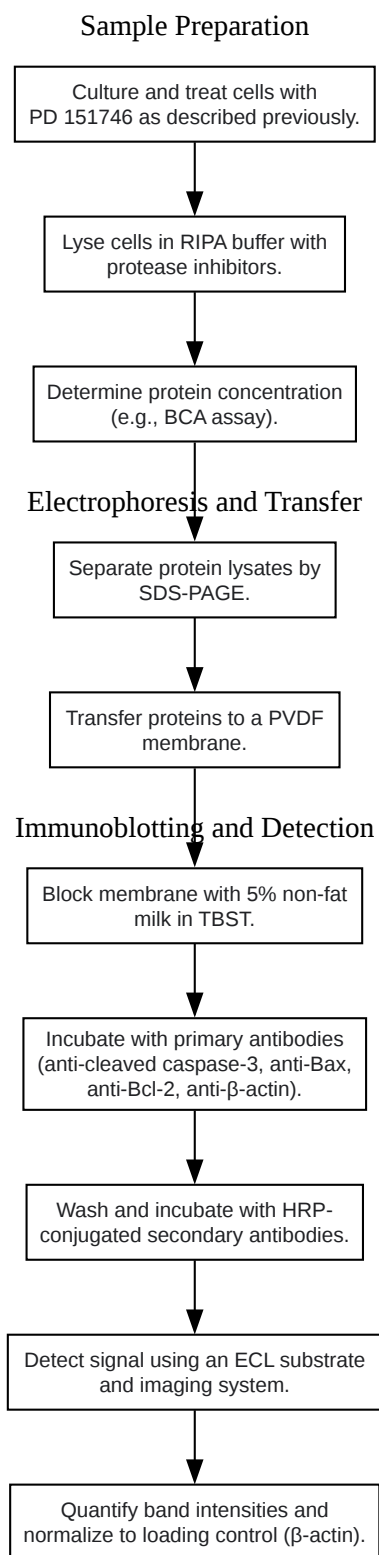 Sample Preparation
Culture and treat cells with
PD 151746 as described previously.
Lyse cells in RIPA buffer with
protease inhibitors.
Determine protein concentration
(e.g., BCA assay).
Electrophoresis and Transfer
Separate protein lysates by
SDS-PAGE.
Transfer proteins to a PVDF
membrane.
Immunoblotting and Detection
Block membrane with 5% non-fat
milk in TBST.
Incubate with primary antibodies
(anti-cleaved caspase-3, anti-Bax,
anti-Bcl-2, anti-β-actin).
Wash and incubate with HRP-
conjugated secondary antibodies.
Detect signal using an ECL substrate
and imaging system.
Quantify band intensities and
normalize to loading control (β-actin).